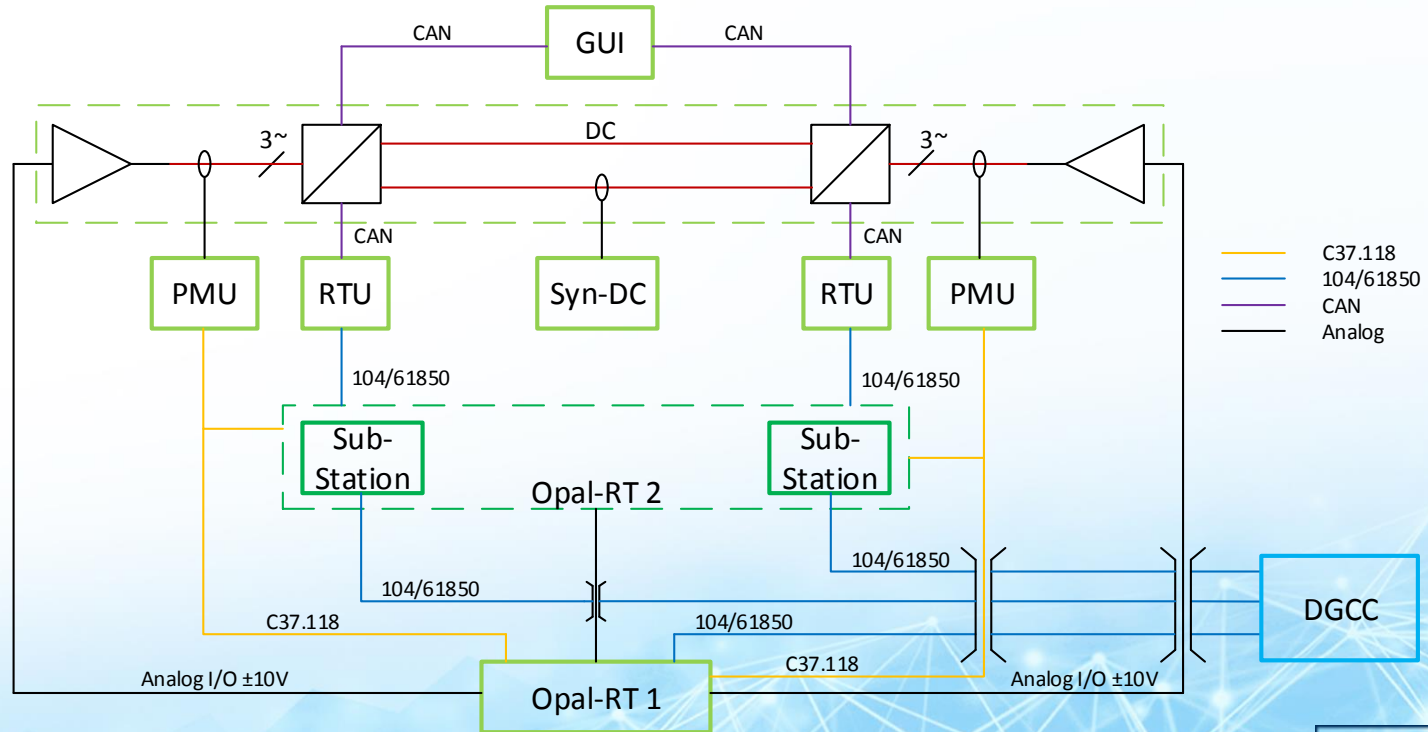 CAN
GUI
CAN
3~
DC
3~
CAN
CAN
PMU
RTU
Syn-DC
RTU
PMU
C37.118
104/61850
CAN
Analog
104/61850
104/61850
Sub-
Station
Sub-
Station
Opal-RT 2
104/61850
104/61850
DGCC
C37.118
104/61850
C37.118
Analog I/O ±10V
Opal-RT 1
Analog I/O ±10V